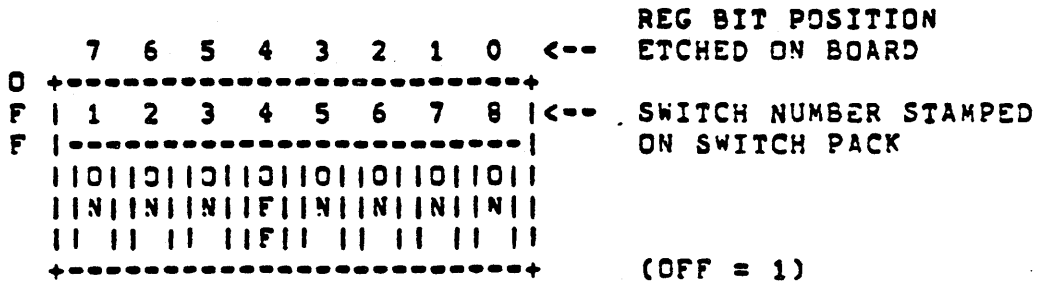 REG BIT POSITION
     7   6   5   4   3   2   1   0  <-- ETCHED ON BOARD
O  +--------------------------------+
F  | 1   2   3   4   5   6   7   8  |<-- SWITCH NUMBER STAMPED
F  |--------------------------------|    ON SWITCH PACK
   ||O||O||O||O||O||O||O||O||
   ||N||N||N||F||N||N||N||N||
   || || || ||F|| || || || ||
   +--------------------------------+    (OFF = 1)